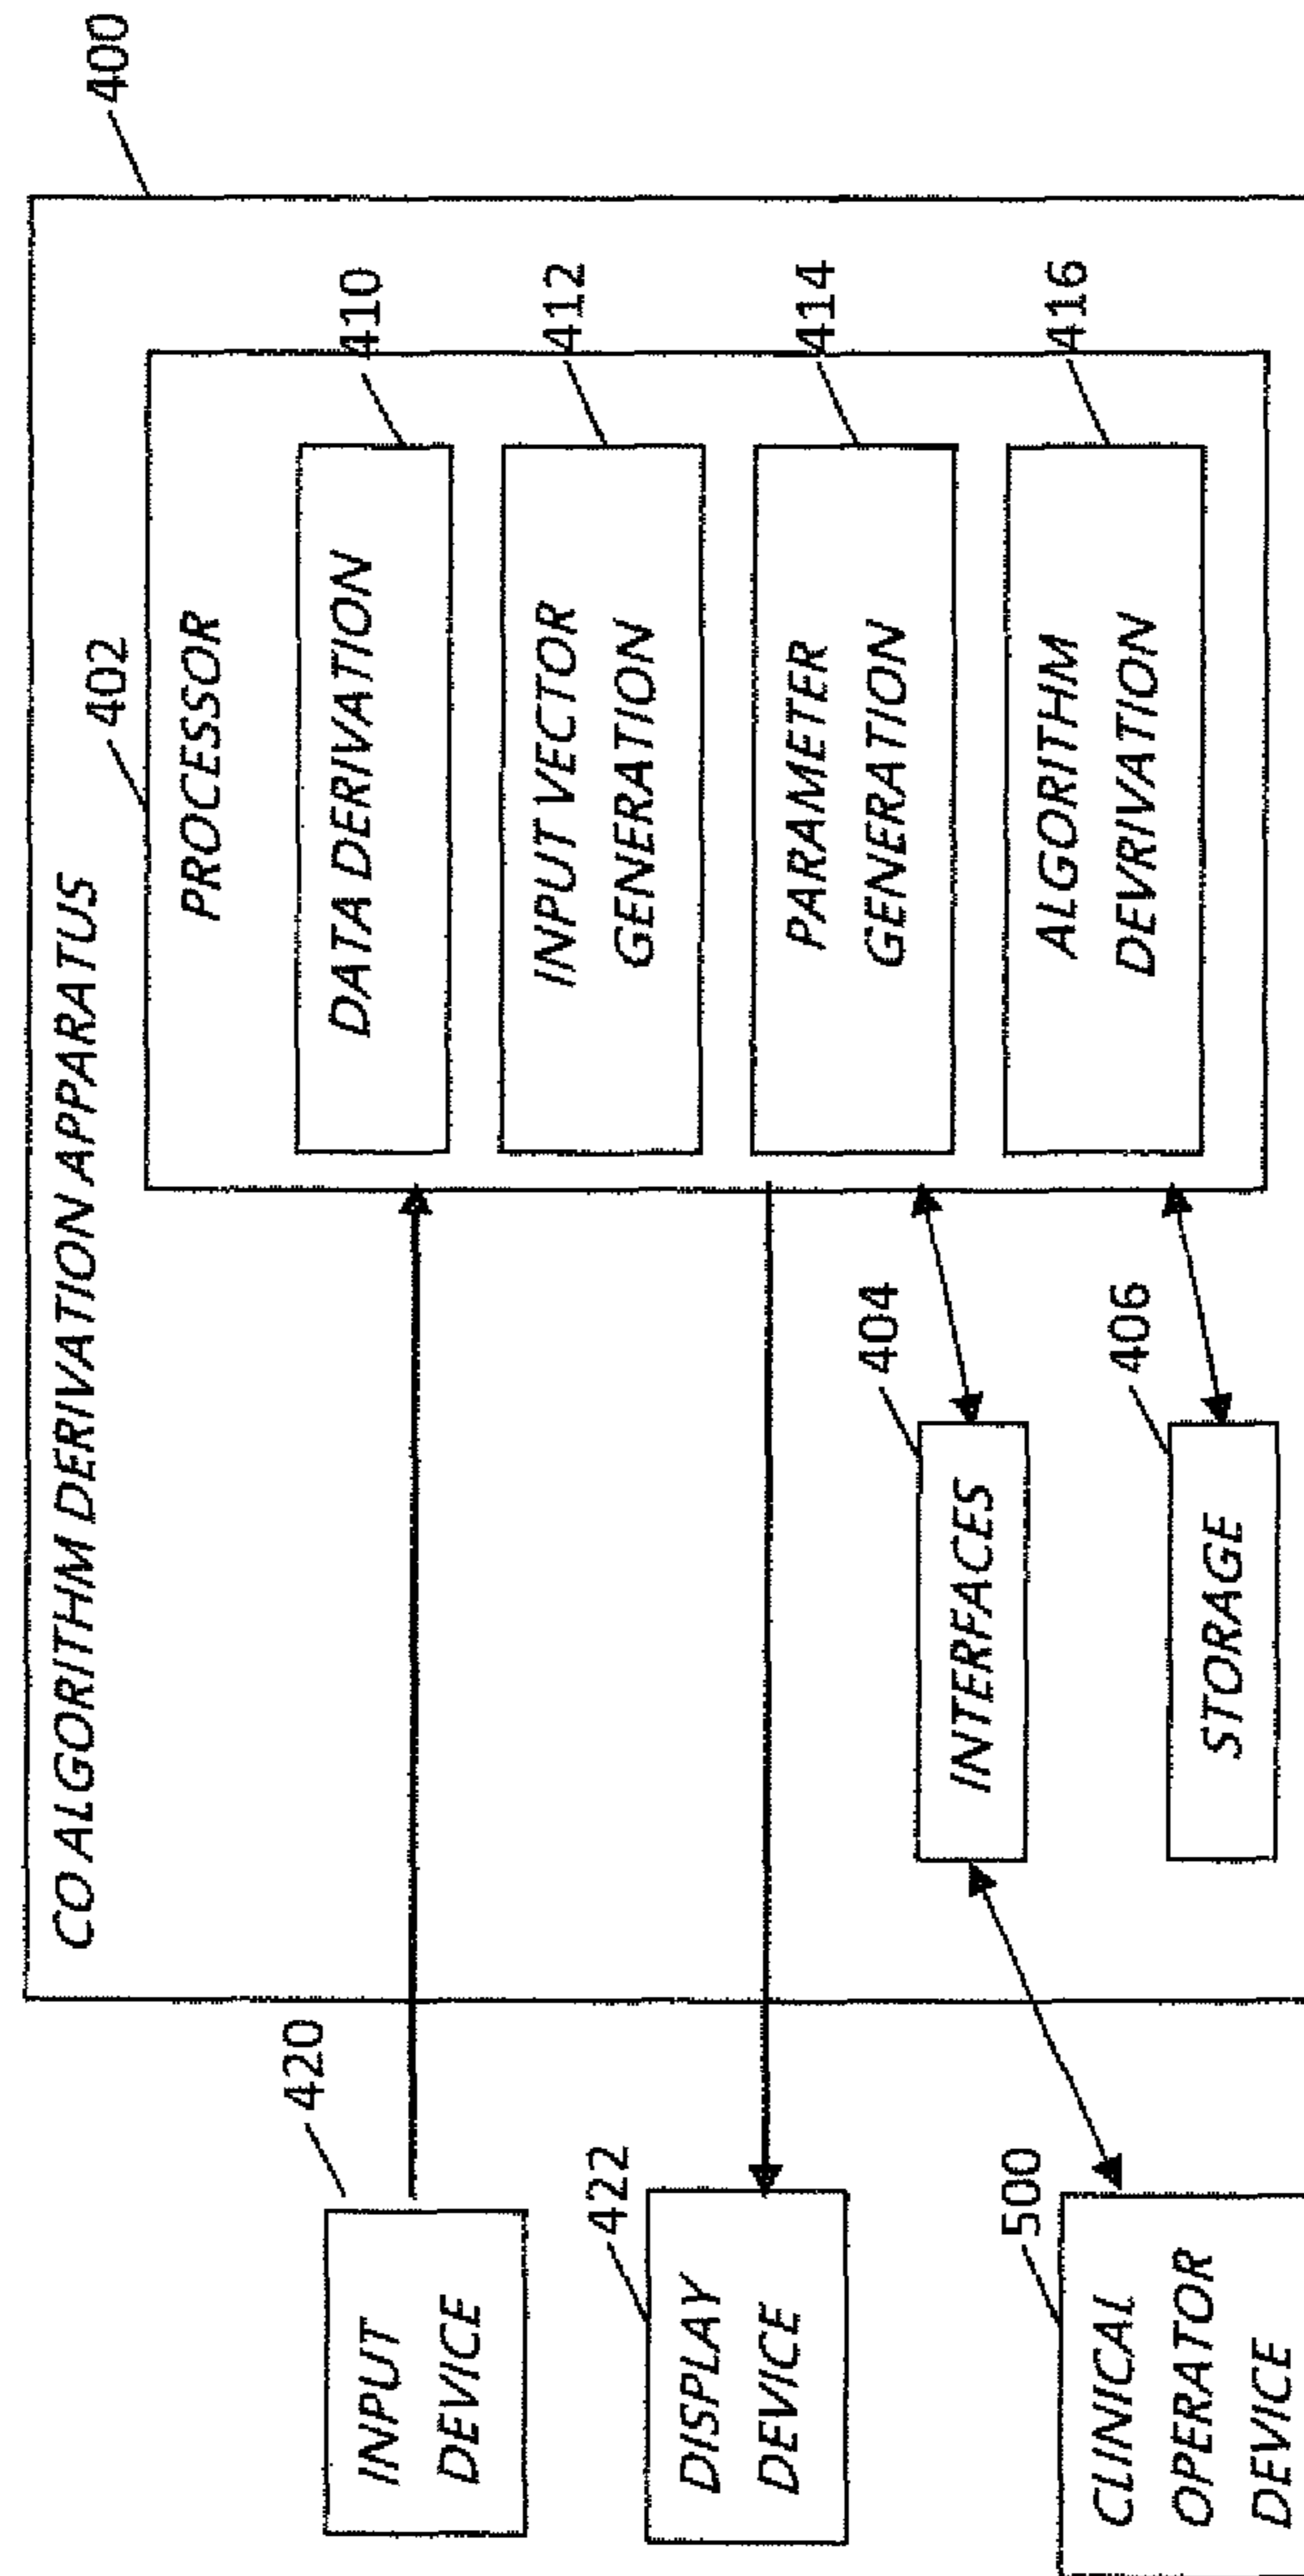 CO ALGORITHM DERIVATION APPARATUS
400
402
PROCESSOR
420
INPUT
DEVICE
DATA DERIVATION
410
INPUT VECTOR
GENERATION
412
422
DISPLAY
DEVICE
PARAMETER
GENERATION
414
404
INTERFACES
500
CLINICAL
OPERATOR
DEVICE
406
STORAGE
ALGORITHM
DEVRIVATION
416